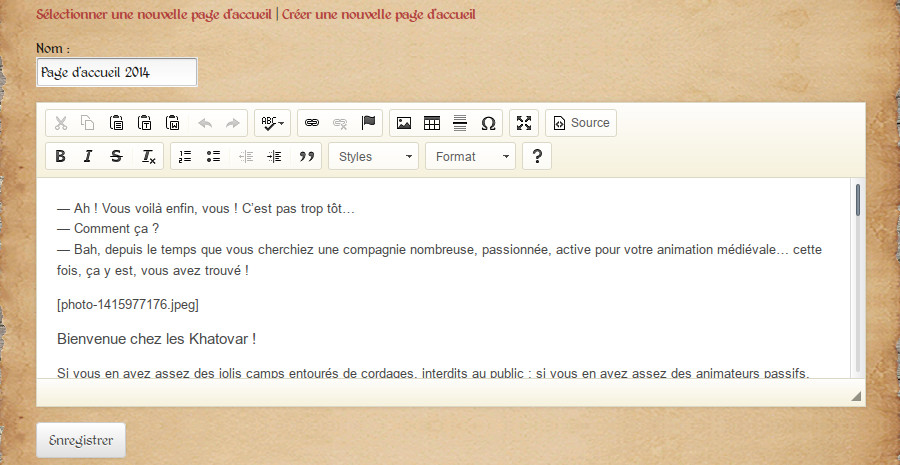 Sélectionner une nouvelle page d'accueil | Créer une nouvelle page d'accueil
Nom :
Page d'accueil 2014
ABC
Source
B I S Ix
Styles
Format
?
— Ah ! Vous voilà enfin, vous ! C'est pas trop tôt…
— Comment ça ?
— Bah, depuis le temps que vous cherchiez une compagnie nombreuse, passionnée, active pour votre animation médiévale… cette
fois, ça y est, vous avez trouvé !
[photo-1415977176.jpeg]
Bienvenue chez les Khatovar !
Si vous en avez assez des jolis camps entourés de cordages, interdits au public ; si vous en avez assez des animateurs passifs,
Enregistrer